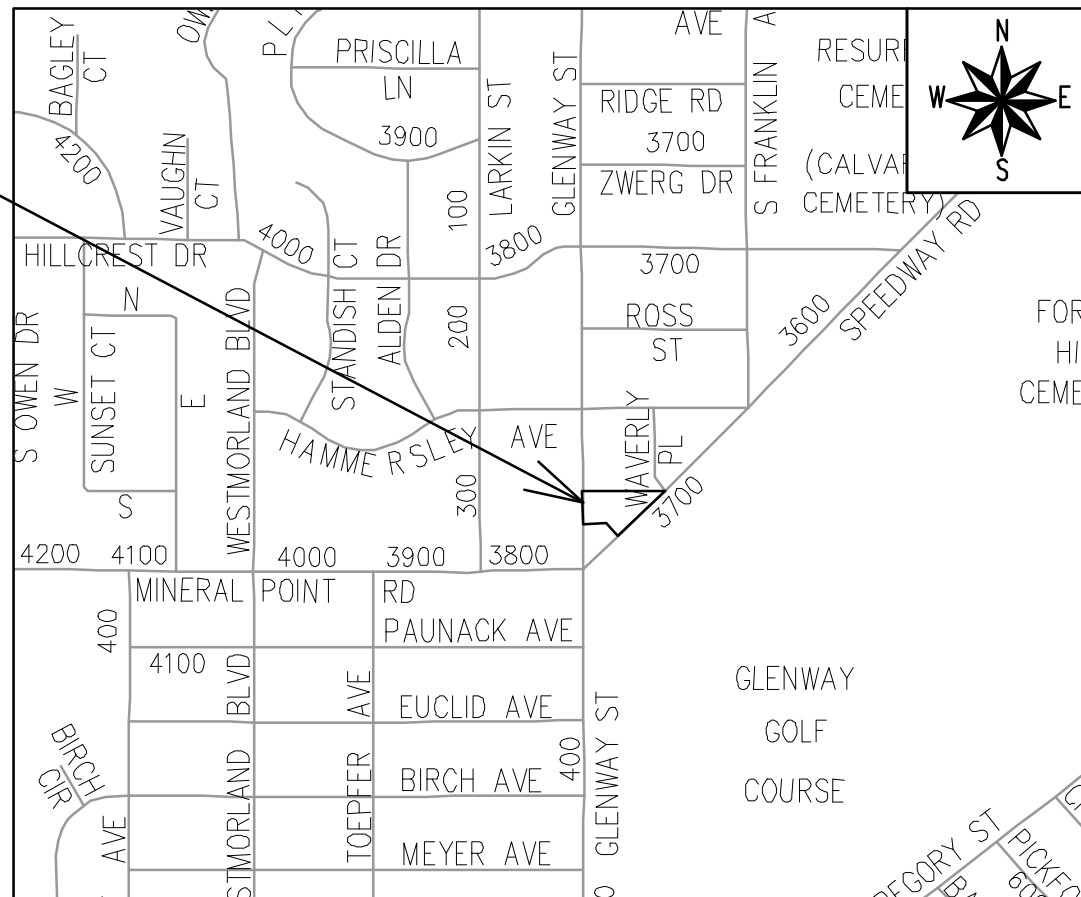 BAGLEY
CT
PRISCILLA
LN
3900
AVE
RIDGE RD
3700
ZWERG DR
LARKIN ST
GLENWAY ST
S FRANKLIN
N
W
E
S
CEMETERY)
4200
VAUGHN
CT
100
HILLCREST DR
4000
3800
3700
3600
SPEEDWAY RD
N
W
SUNSET CT
E
S
S OWEN DR
WESTMORLAND BLVD
STANDISH CT
ALDEN DR
200
ROSS
ST
HAMMERSLEY
AVE
300
WAVERLY
PL
3700
4200
4100
4000
3900
3800
MINERAL POINT RD
400
PAUNACK AVE
4100
BLVD
AVE
EUCLID AVE
GLENWAY
GOLF
COURSE
BIRCH
CIR
TOEPFER
BIRCH AVE
400
GLENWAY ST
MEYER AVE
AVE